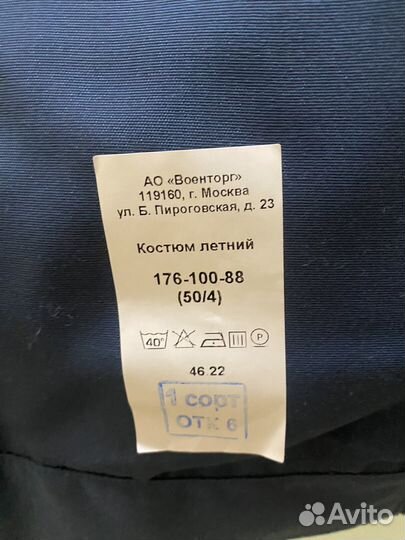 АО «Военторг»
119160, г. Москва
ул. Б. Пироговская, д. 23
Костюм летний
176-100-88
(50/4)
40°
P
46.22
1 сорт
ОТК 6
Avito